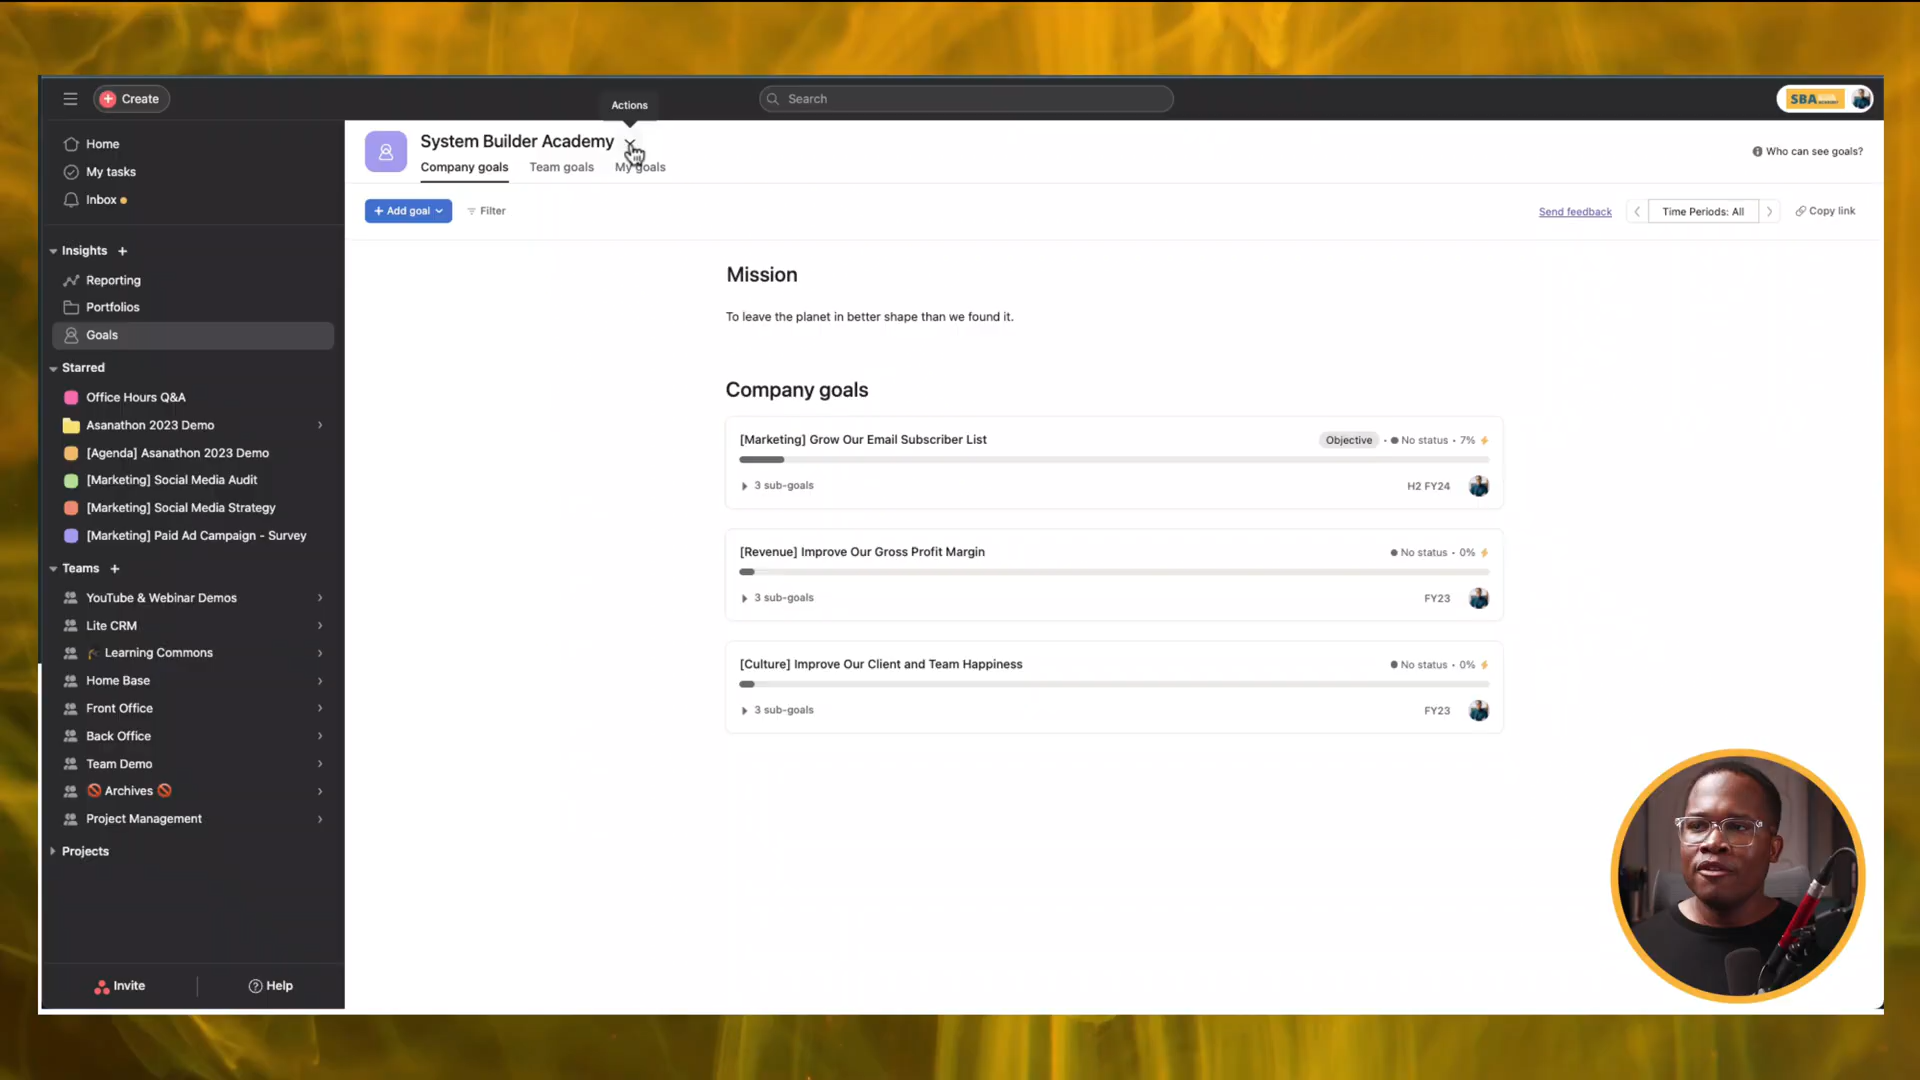 Create
Actions
Search
SBA
Home
My tasks
Inbox
Insights +
Reporting
Portfolios
Goals
Starred
Office Hours Q&A
Asanathon 2023 Demo
[Agenda] Asanathon 2023 Demo
[Marketing] Social Media Audit
[Marketing] Social Media Strategy
[Marketing] Paid Ad Campaign - Survey
Teams +
YouTube & Webinar Demos
Lite CRM
Learning Commons
Home Base
Front Office
Back Office
Team Demo
Archives
Project Management
Projects
Invite
Help
System Builder Academy
Company goals Team goals My goals
Who can see goals?
+ Add goal
Filter
Send feedback
Time Periods: All
Copy link
Mission
To leave the planet in better shape than we found it.
Company goals
[Marketing] Grow Our Email Subscriber List
Objective • No status • 7%
3 sub-goals
H2 FY24
[Revenue] Improve Our Gross Profit Margin
No status • 0%
3 sub-goals
FY23
[Culture] Improve Our Client and Team Happiness
No status • 0%
3 sub-goals
FY23